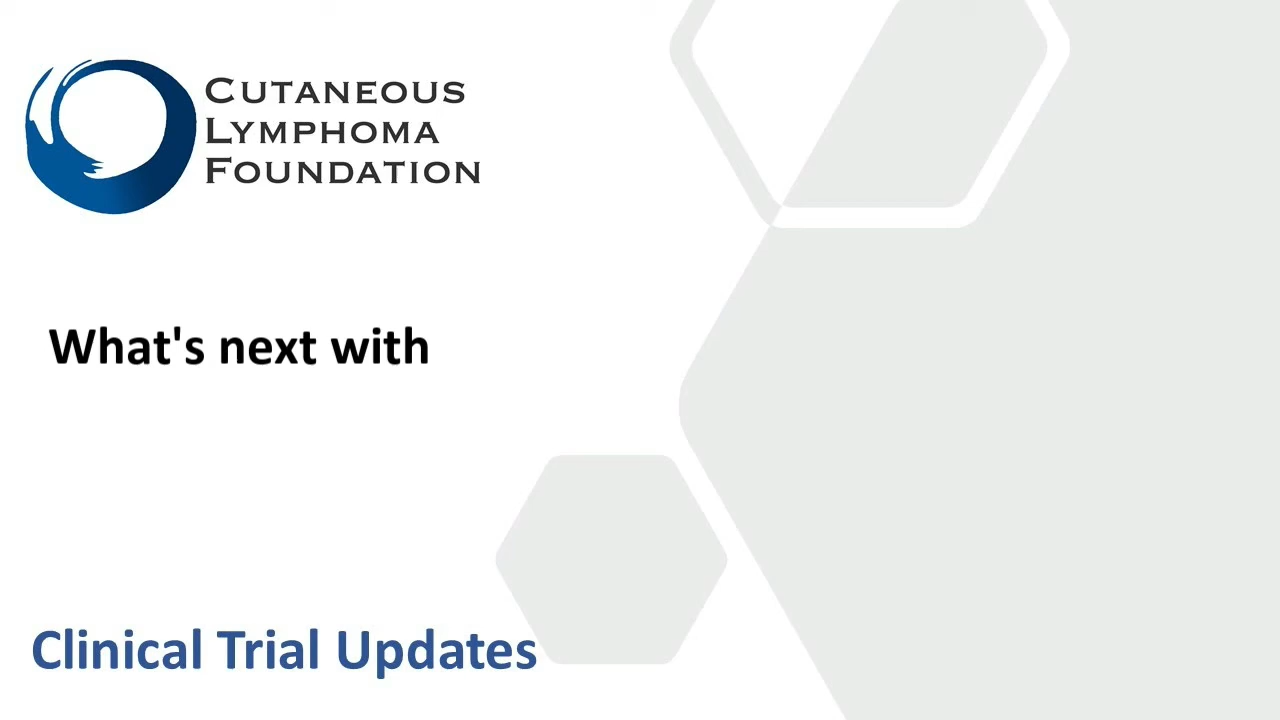 CUTANEOUS
LYMPHOMA
FOUNDATION
What's next with
Clinical Trial Updates